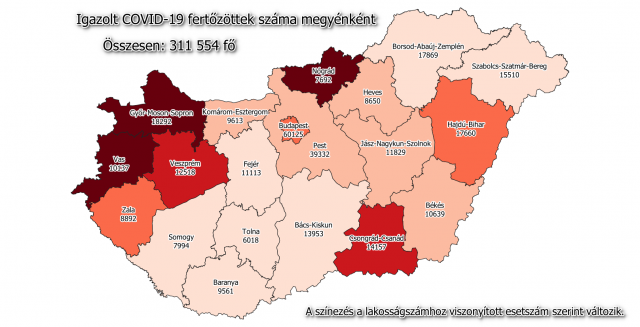 Igazolt COVID-19 fertőzöttek száma megyénként
Összesen: 311 554 fő
Borsod-Abaúj-Zemplén
17869
Szabolcs-Szatmár-Bereg
15510
Nógrád
7692
Heves
8650
Győr-Moson-Sopron
18292
Komárom-Esztergom
9613
Budapest
60125
Hajdú-Bihar
17660
Pest
39332
Jász-Nagykun-Szolnok
11829
Vas
10337
Veszprém
12518
Fejér
11113
Zala
8892
Békés
10639
Bács-Kiskun
13953
Tolna
6018
Csongrád-Csanád
14157
Somogy
7994
Baranya
9561
A színezés a lakosságszámhoz viszonyított esetszám szerint változik.